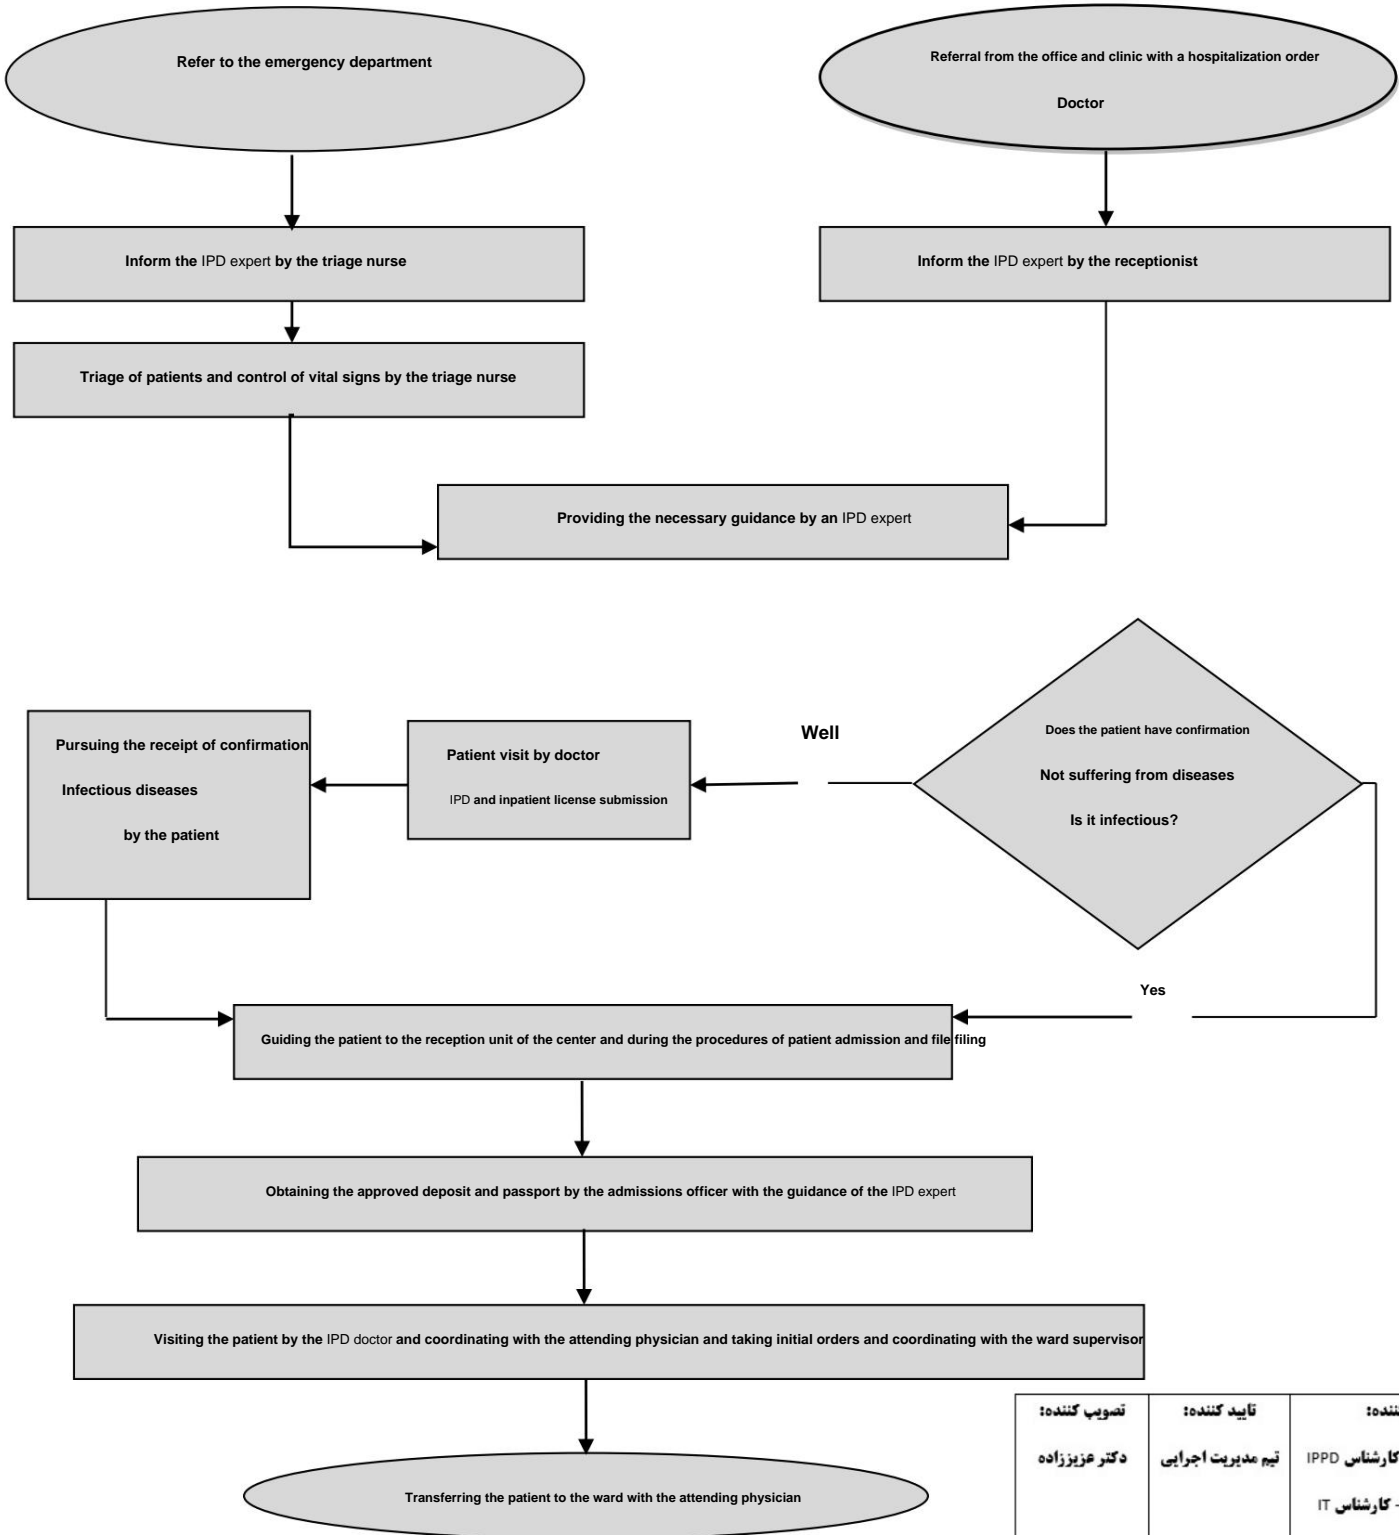 Refer to the emergency department
Referral from the office and clinic with a hospitalization order
Doctor
Inform the IPD expert by the triage nurse
Inform the IPD expert by the receptionist
Triage of patients and control of vital signs by the triage nurse
Providing the necessary guidance by an IPD expert
Does the patient have confirmation
Not suffering from diseases
Is it infectious?
Well
Patient visit by doctor
IPD and inpatient license submission
Pursuing the receipt of confirmation
Infectious diseases
by the patient
Yes
Guiding the patient to the reception unit of the center and during the procedures of patient admission and file filing
Obtaining the approved deposit and passport by the admissions officer with the guidance of the IPD expert
Visiting the patient by the IPD doctor and coordinating with the attending physician and taking initial orders and coordinating with the ward supervisor
Transferring the patient to the ward with the attending physician
تصویب کننده:
دکتر عزیززاده
تایید کننده:
تیم مدیریت اجرایی
کارشناس IPPD
- کارشناس IT